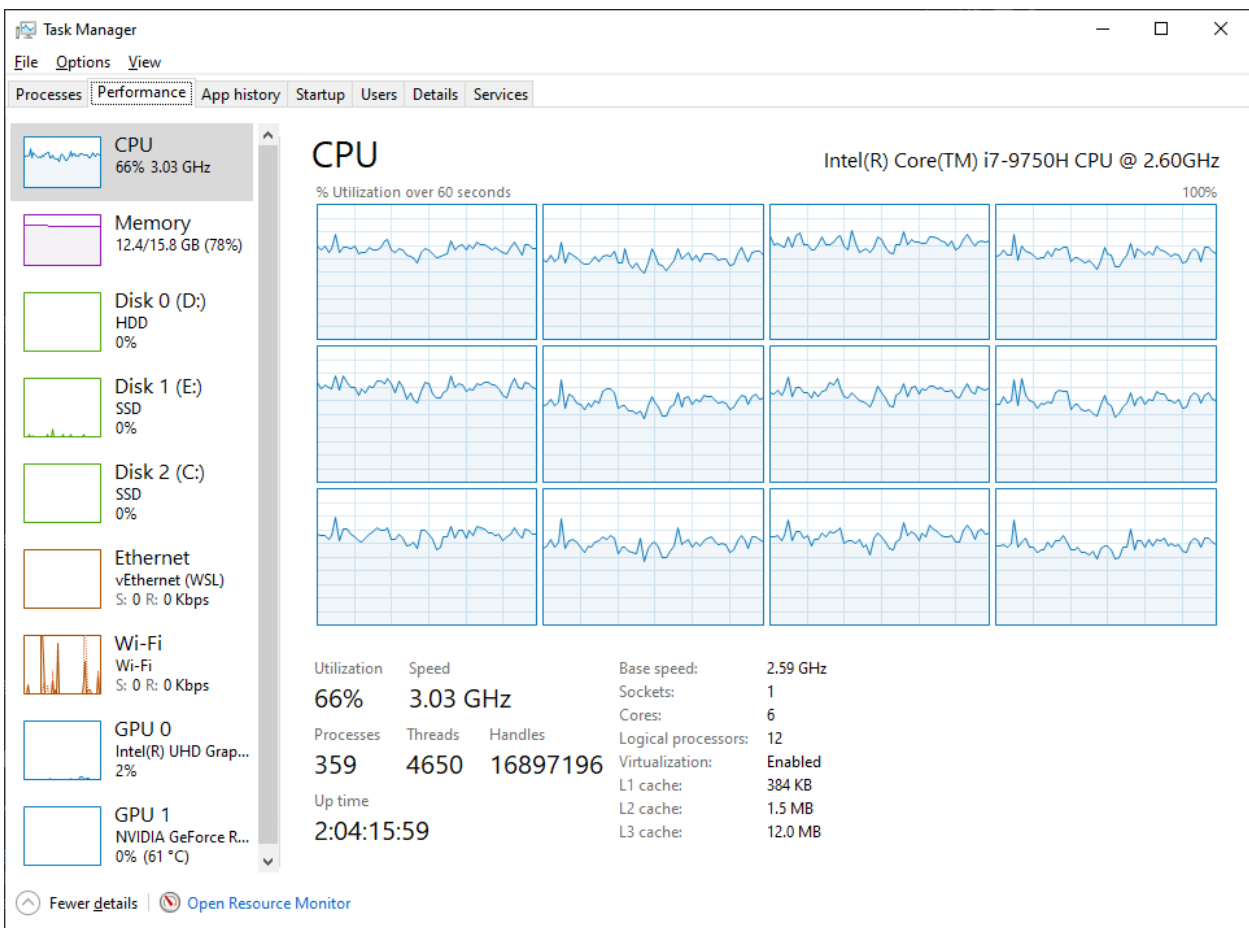 Task Manager
File Options View
Processes Performance App history Startup Users Details Services
CPU
66% 3.03 GHz
Memory
12.4/15.8 GB (78%)
Disk 0 (D:)
HDD
0%
Disk 1 (E:)
SSD
0%
Disk 2 (C:)
SSD
0%
Ethernet
vEthernet (WSL)
S: 0 R: 0 Kbps
Wi-Fi
Wi-Fi
S: 0 R: 0 Kbps
GPU 0
Intel(R) UHD Grap...
2%
GPU 1
NVIDIA GeForce R...
0% (61 °C)
CPU Intel(R) Core(TM) i7-9750H CPU @ 2.60GHz
% Utilization over 60 seconds 100%
Utilization Speed
66% 3.03 GHz
Processes Threads Handles
359 4650 16897196
Up time
2:04:15:59
Base speed: 2.59 GHz
Sockets: 1
Cores: 6
Logical processors: 12
Virtualization: Enabled
L1 cache: 384 KB
L2 cache: 1.5 MB
L3 cache: 12.0 MB
Fewer details Open Resource Monitor